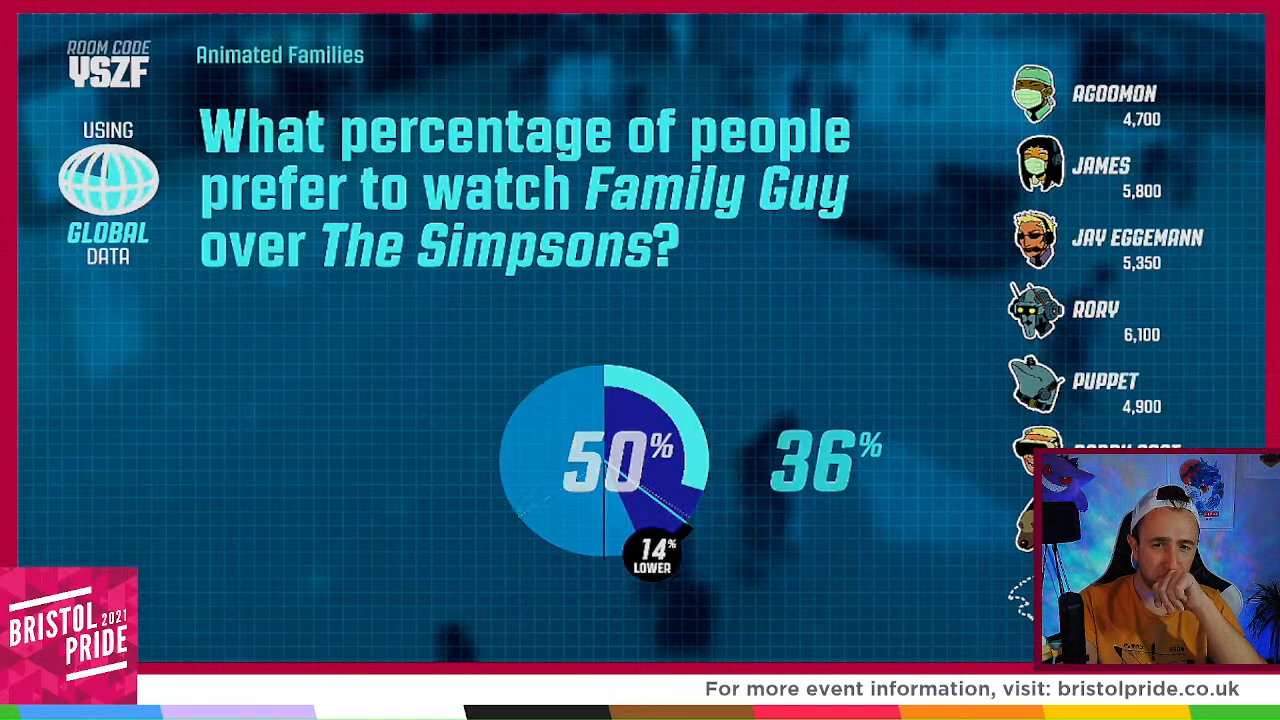 ROOM CODE
YSZF
USING
GLOBAL
DATA
Animated Families
What percentage of people
prefer to watch Family Guy
over The Simpsons?
50%
36%
14%
LOWER
AGOOMON
4,700
JAMES
5,800
JAY EGGEMANN
5,350
RORY
6,100
PUPPET
4,900
BRISTOL
2021
PRIDE
For more event information, visit: bristolpride.co.uk